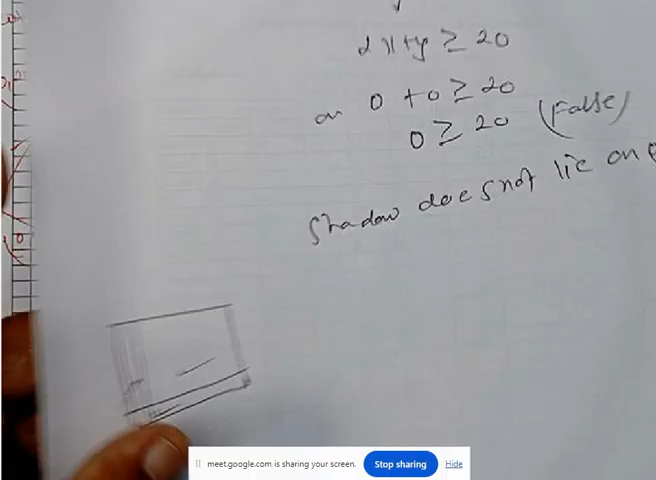 2x+y ≥ 20
or 0 + 0 ≥ 20
0 ≥ 20 (False)
Shadow does not lie on
meet.google.com is sharing your screen. Stop sharing Hide